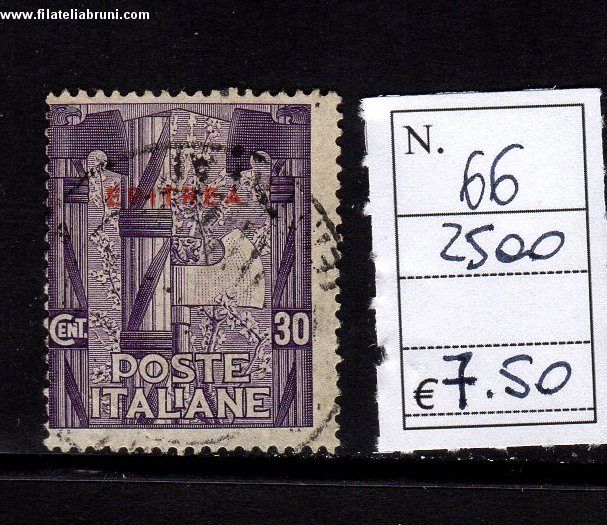 www.filateliabruni.com
ERITREA
CENT. 30
POSTE
ITALIANE
N.
66
2500
€ 7.50